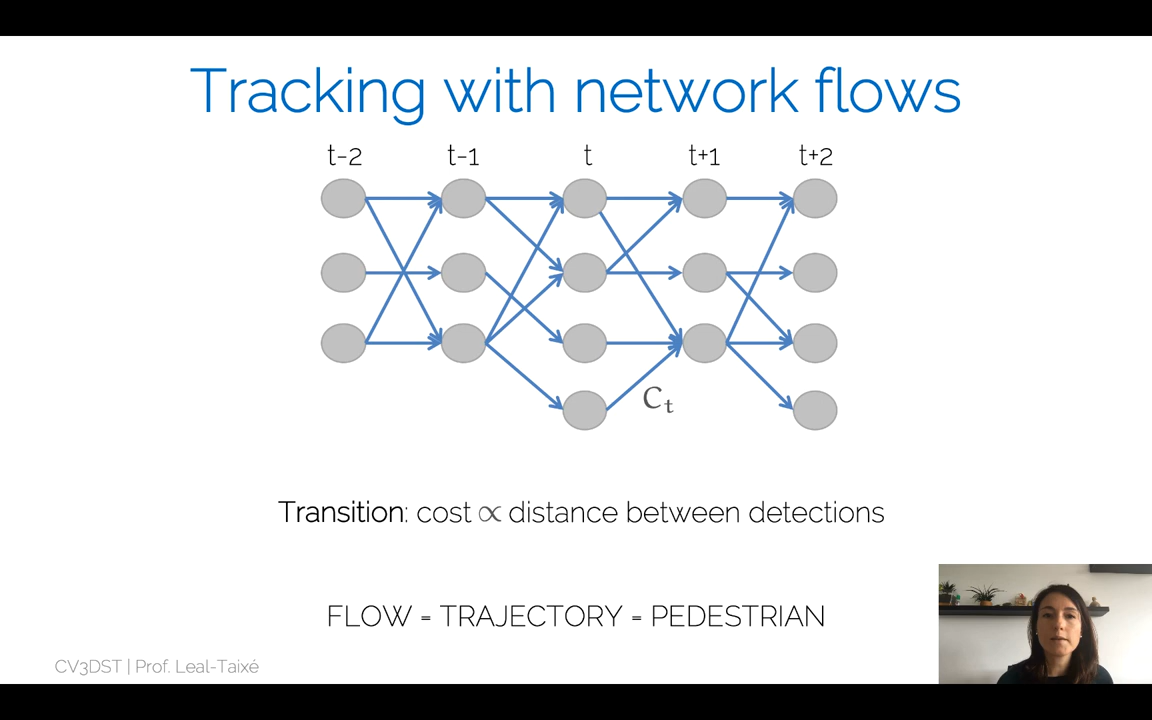 Tracking with network flows
t-2 t-1 t t+1 t+2
Ct
Transition: cost ∝ distance between detections
FLOW = TRAJECTORY = PEDESTRIAN
CV3DST | Prof. Leal-Taixé